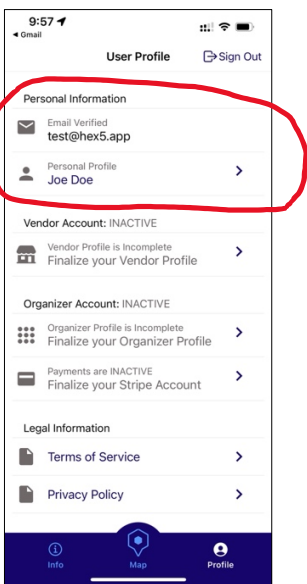 9:57
Gmail
User Profile
Sign Out
Personal Information
Email Verified
test@hex5.app
Personal Profile
Joe Doe
Vendor Account: INACTIVE
Vendor Profile is Incomplete
Finalize your Vendor Profile
Organizer Account: INACTIVE
Organizer Profile is Incomplete
Finalize your Organizer Profile
Payments are INACTIVE
Finalize your Stripe Account
Legal Information
Terms of Service
Privacy Policy
Info
Map
Profile